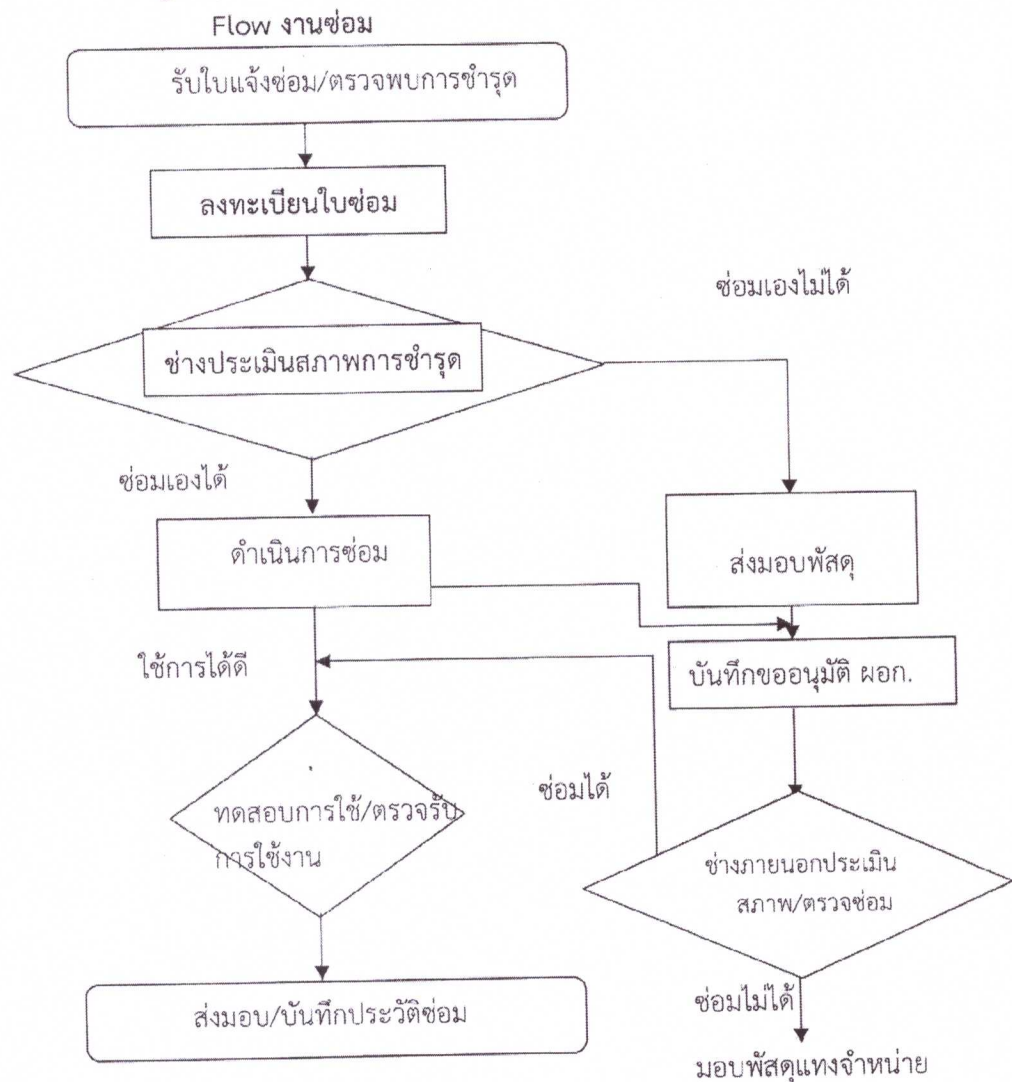 Flow งานซ่อม
รับใบแจ้งซ่อม/ตรวจพบการชำรุด
ลงทะเบียนใบซ่อม
ซ่อมเองไม่ได้
ช่างประเมินสภาพการชำรุด
ซ่อมเองได้
ดำเนินการซ่อม
ส่งมอบพัสดุ
ใช้การได้ดี
บันทึกขออนุมัติ ผอก.
ซ่อมได้
ทดสอบการใช้/ตรวจรับ
การใช้งาน
ช่างภายนอกประเมิน
สภาพ/ตรวจซ่อม
ซ่อมไม่ได้
ส่งมอบ/บันทึกประวัติซ่อม
มอบพัสดุแทงจำหน่าย